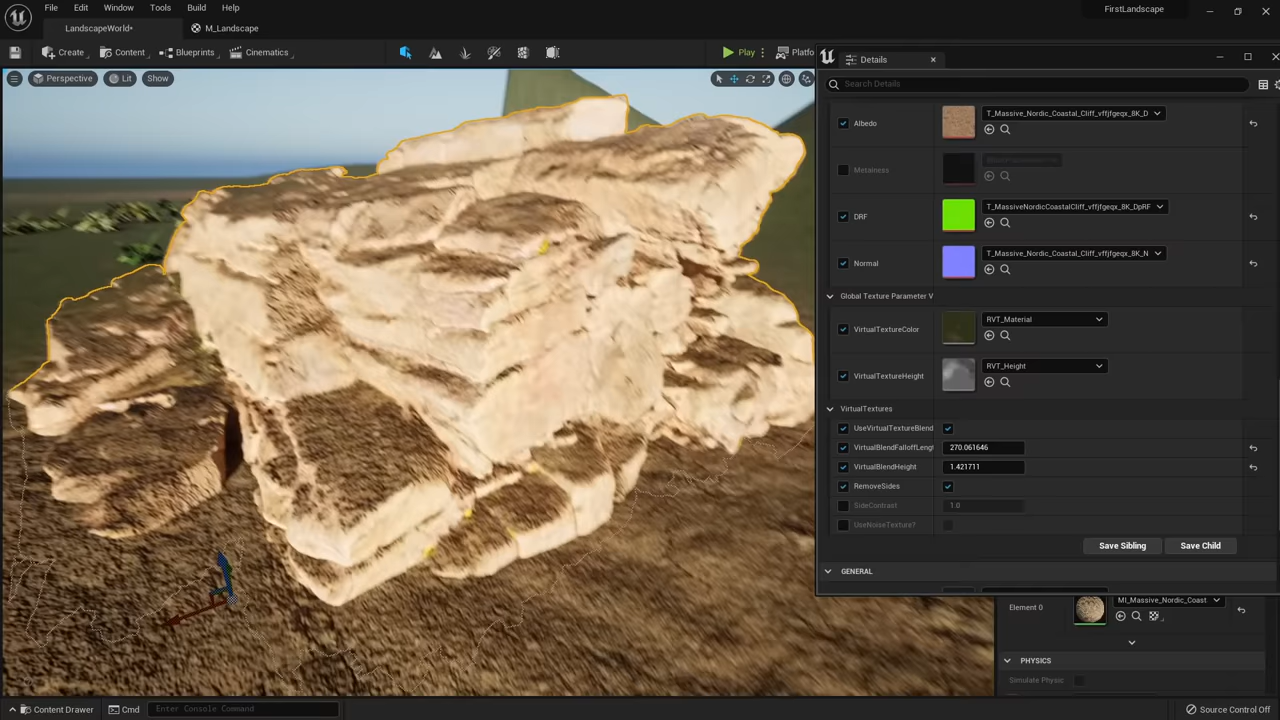 File Edit Window Tools Build Help
FirstLandscape
LandscapeWorld*
M_Landscape
Create
Content
Blueprints
Cinematics
Play
Platfo
Perspective
Lit
Show
Details
Search Details
Albedo
T_Massive_Nordic_Coastal_Cliff_vffjfgeqx_8K_D
Metalness
DRF
T_MassiveNordicCoastalCliff_vffjfgeqx_8K_DpRF
Normal
T_Massive_Nordic_Coastal_Cliff_vffjfgeqx_8K_N
Global Texture Parameter V
VirtualTextureColor
RVT_Material
VirtualTextureHeight
RVT_Height
VirtualTextures
UseVirtualTextureBlend
VirtualBlendFalloffLengt
270.061646
VirtualBlendHeight
1.421711
RemoveSides
SideContrast
1.0
UseNoiseTexture?
Save Sibling
Save Child
GENERAL
Element 0
MI_Massive_Nordic_Coast
PHYSICS
Simulate Physic
Content Drawer
Cmd
Enter Console Command
Source Control Off